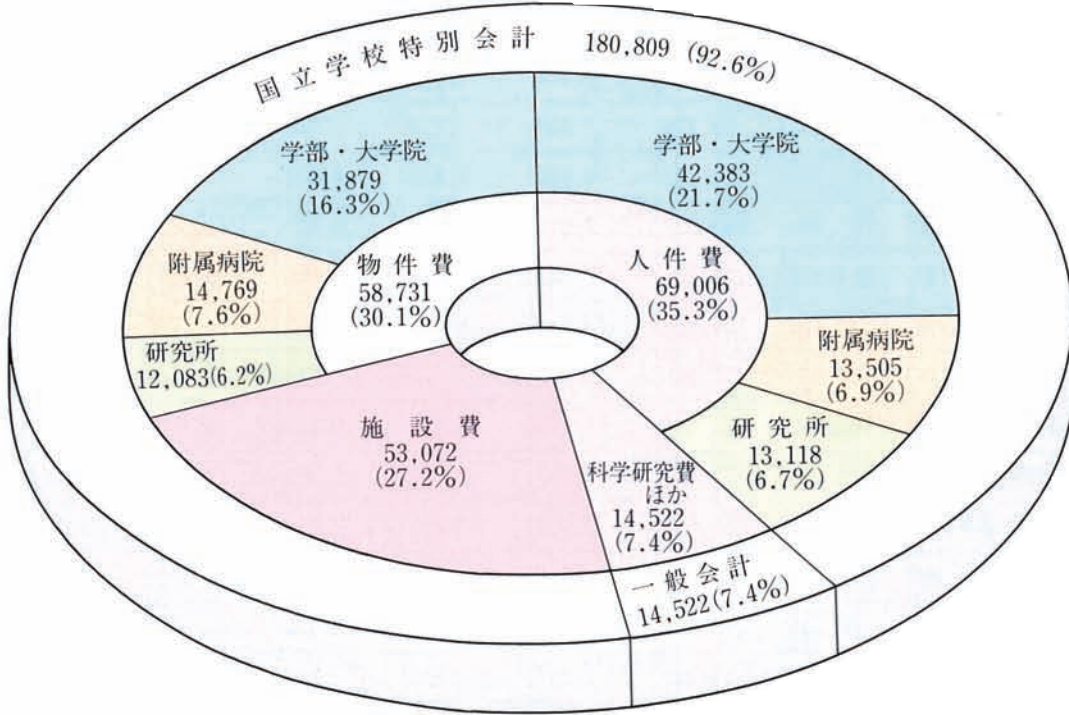 国立学校特別会計 180,809 (92.6%)
学部・大学院
31,879
(16.3%)
学部・大学院
42,383
(21.7%)
附属病院
14,769
(7.6%)
物件費
58,731
(30.1%)
人件費
69,006
(35.3%)
研究所
12,083(6.2%)
附属病院
13,505
(6.9%)
施設費
53,072
(27.2%)
研究所
13,118
(6.7%)
科学研究費
ほか
14,522
(7.4%)
一般会計
14,522(7.4%)